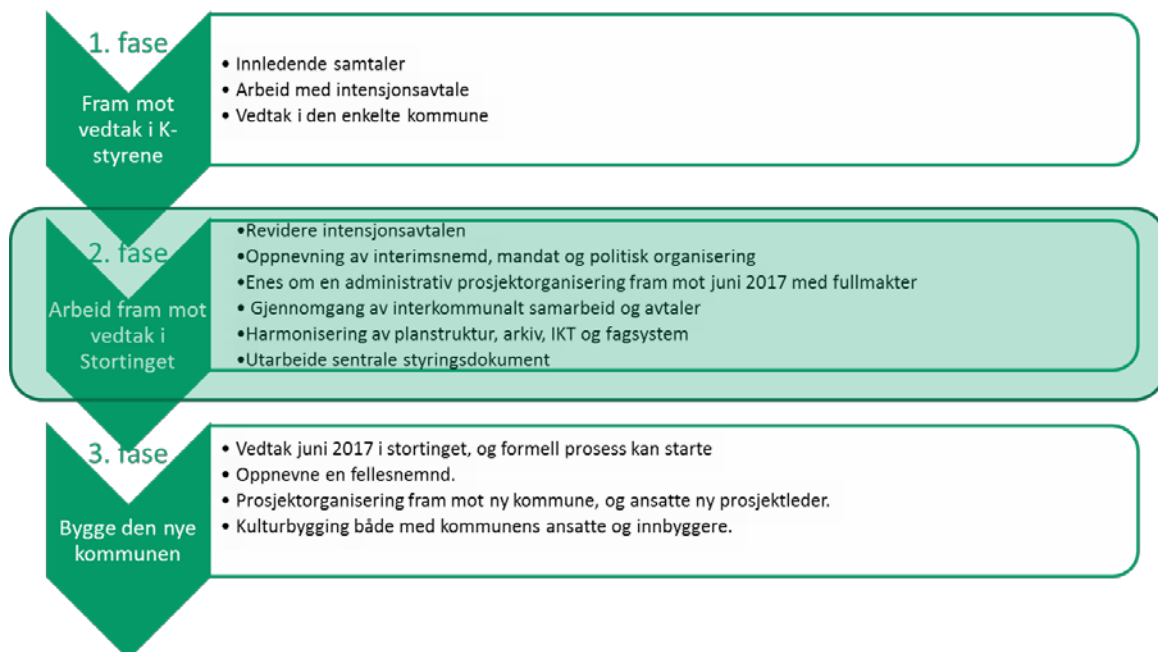 1. fase
Fram mot
vedtak i K-
styrene
• Innledende samtaler
• Arbeid med intensjonsavtale
• Vedtak i den enkelte kommune
2. fase
Arbeid fram mot
vedtak i
Stortinget
•Revidere intensjonsavtalen
•Oppnevning av interimsnemd, mandat og politisk organisering
•Enes om en administrativ prosjektorganisering fram mot juni 2017 med fullmakter
• Gjennomgang av interkommunalt samarbeid og avtaler
•Harmonisering av planstruktur, arkiv, IKT og fagsystem
•Utarbeide sentrale styringsdokument
3. fase
Bygge den nye
kommunen
• Vedtak juni 2017 i stortinget, og formell prosess kan starte
• Oppnevne en fellesnemnd.
• Prosjektorganisering fram mot ny kommune, og ansatte ny prosjektleder.
• Kulturbygging både med kommunens ansatte og innbyggere.